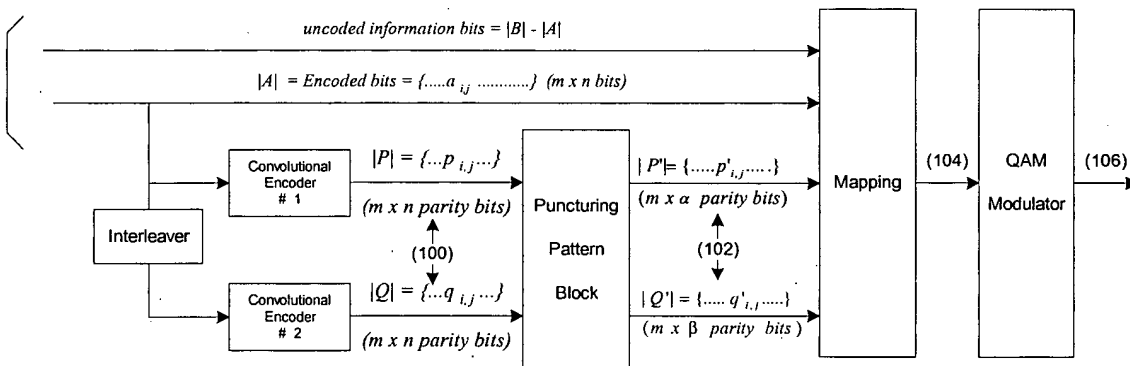 uncoded information bits = |B| - |A|
|A| = Encoded bits = {.....a i,j ............} (m x n bits)
Convolutional
Encoder
# 1
|P| = {...p i,j ...}
(m x n parity bits)
(100)
Interleaver
Convolutional
Encoder
# 2
|Q| = {...q i,j ...}
(m x n parity bits)
Puncturing
Pattern
Block
| P'|= {.....p' i,j.... .}
(m x α parity bits)
(102)
| Q'| = {..... q' i,j .....}
(m x β parity bits)
Mapping
(104)
QAM
Modulator
(106)